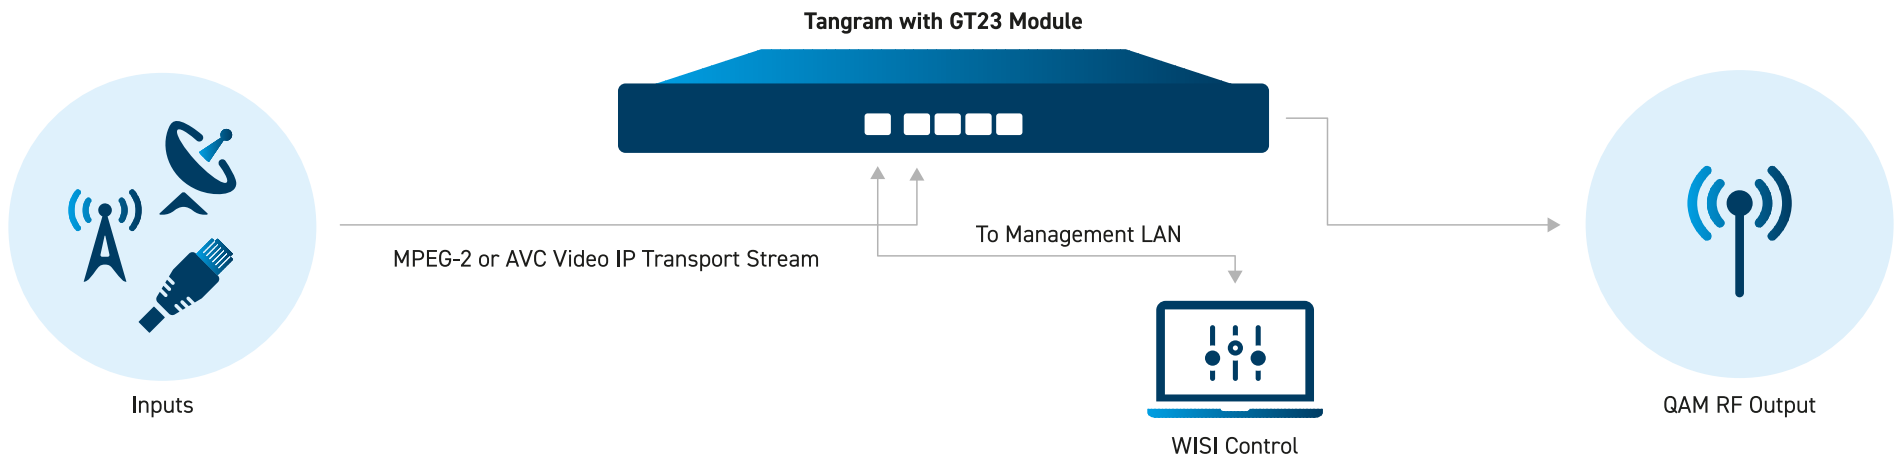 Tangram with GT23 Module
To Management LAN
MPEG-2 or AVC Video IP Transport Stream
Inputs
QAM RF Output
WISI Control